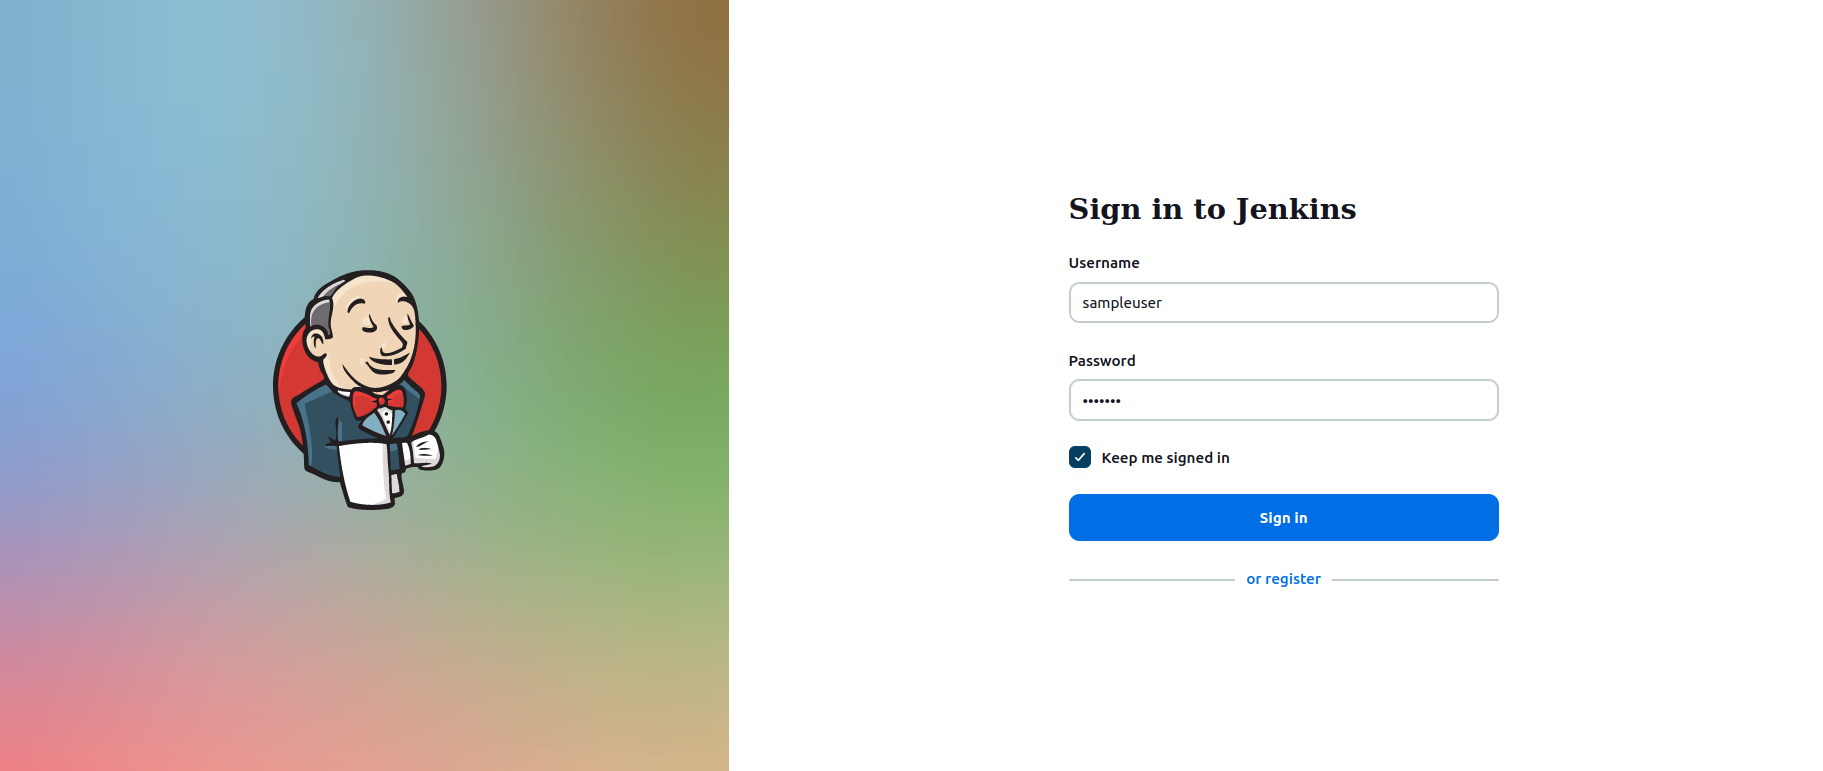 Sign in to Jenkins
Username
sampleuser
Password
•••••••
Keep me signed in
Sign in
or register